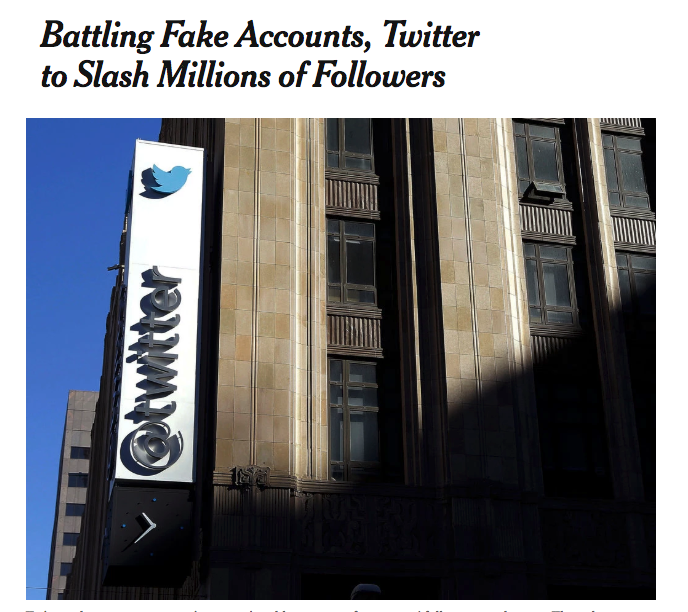 Battling Fake Accounts, Twitter
to Slash Millions of Followers
@twitter